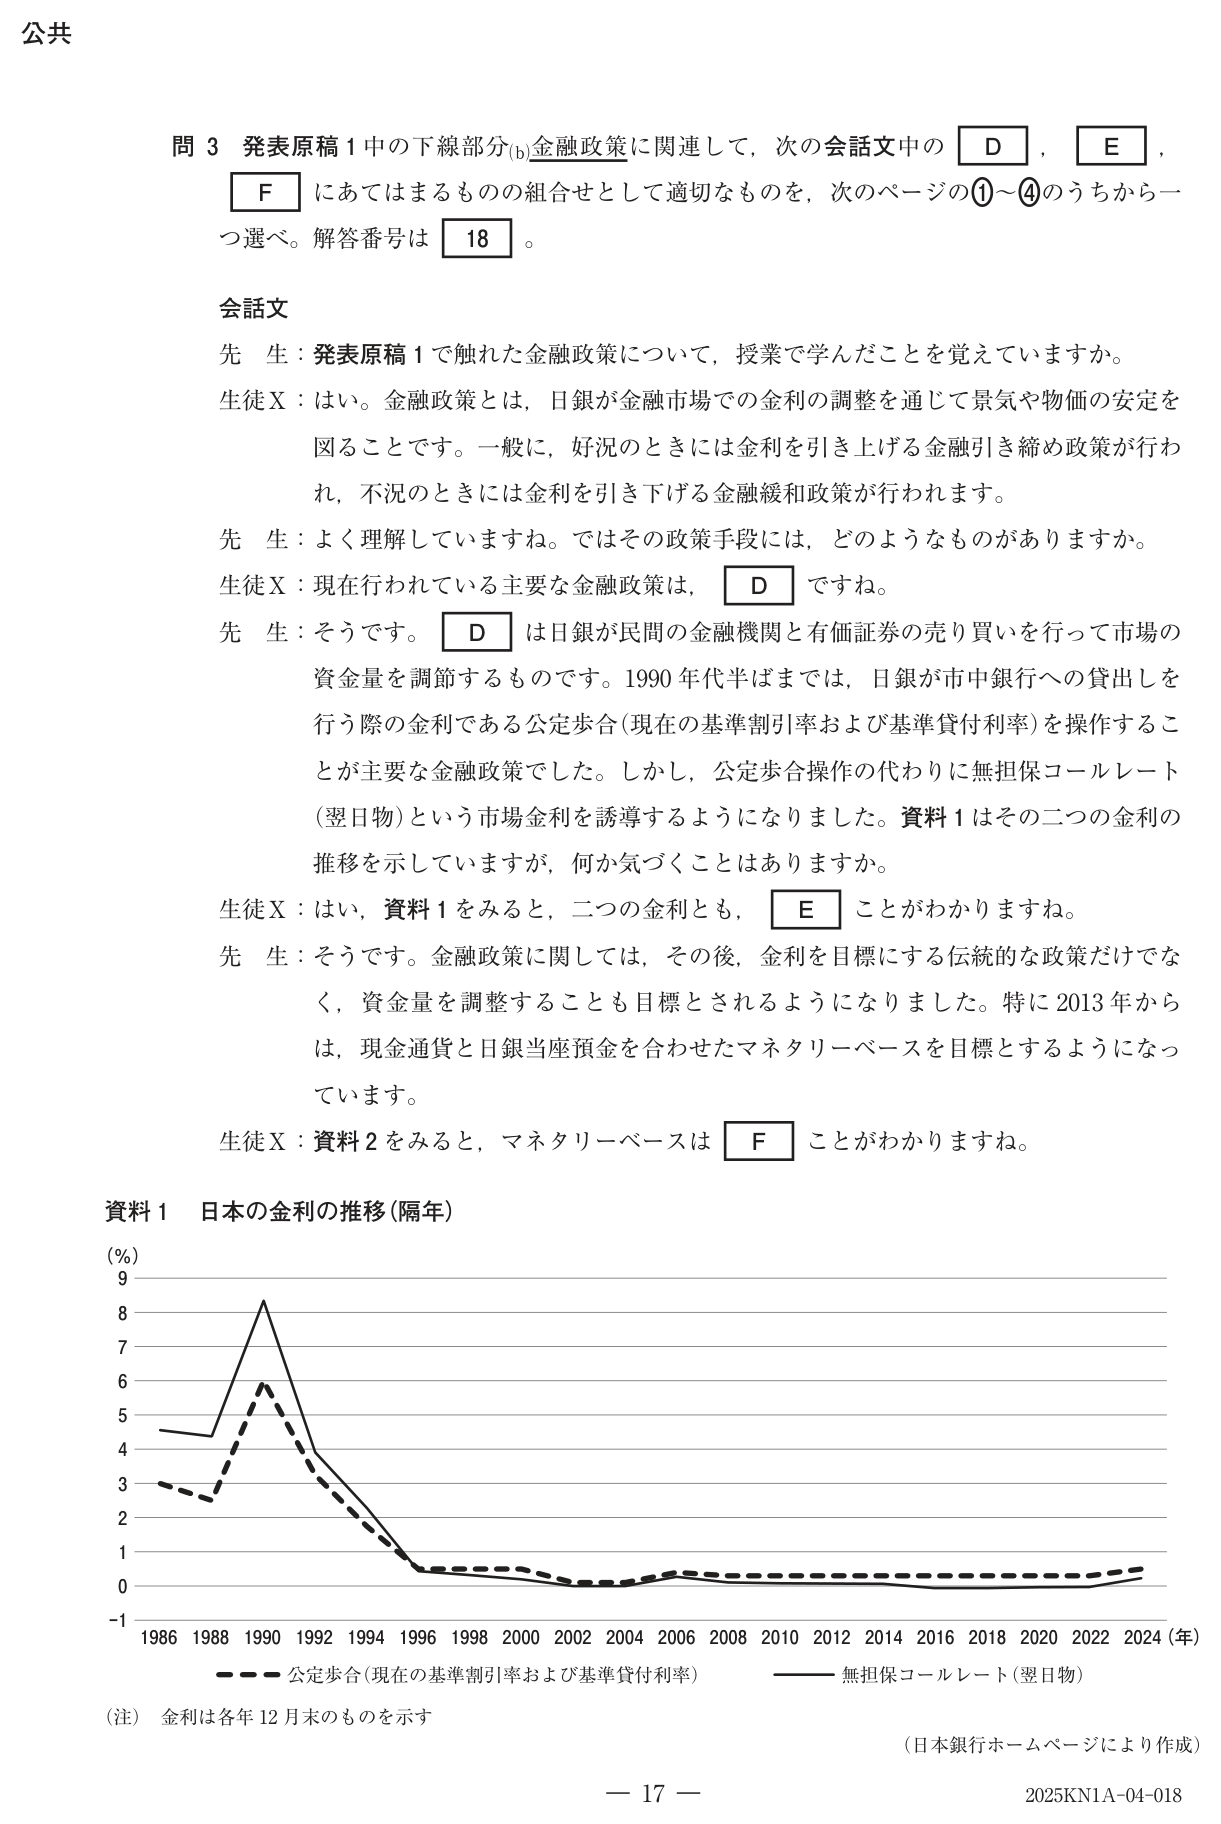 公共
問 3 発表原稿1中の下線部分(b)金融政策に関連して，次の会話文中の D ， E ，
F にあてはまるものの組合せとして適切なものを，次のページの①～④のうちから一
つ選べ。解答番号は 18 。
会話文
先　生：発表原稿1で触れた金融政策について，授業で学んだことを覚えていますか。
生徒X：はい。金融政策とは，日銀が金融市場での金利の調整を通じて景気や物価の安定を
図ることです。一般に，好況のときには金利を引き上げる金融引き締め政策が行わ
れ，不況のときには金利を引き下げる金融緩和政策が行われます。
先　生：よく理解していますね。ではその政策手段には，どのようなものがありますか。
生徒X：現在行われている主要な金融政策は， D ですね。
先　生：そうです。 D は日銀が民間の金融機関と有価証券の売り買いを行って市場の
資金量を調節するものです。1990年代半ばまでは，日銀が市中銀行への貸出しを
行う際の金利である公定歩合(現在の基準割引率および基準貸付利率)を操作するこ
とが主要な金融政策でした。しかし，公定歩合操作の代わりに無担保コールレート
(翌日物)という市場金利を誘導するようになりました。資料1はその二つの金利の
推移を示していますが，何か気づくことはありますか。
生徒X：はい，資料1をみると，二つの金利とも， E ことがわかりますね。
先　生：そうです。金融政策に関しては，その後，金利を目標にする伝統的な政策だけでな
く，資金量を調整することも目標とされるようになりました。特に2013年から
は，現金通貨と日銀当座預金を合わせたマネタリーベースを目標とするようになっ
ています。
生徒X：資料2をみると，マネタリーベースは F ことがわかりますね。
資料1　日本の金利の推移(隔年)
(%)
9
8
7
6
5
4
3
2
1
0
-1
1986 1988 1990 1992 1994 1996 1998 2000 2002 2004 2006 2008 2010 2012 2014 2016 2018 2020 2022 2024 (年)
公定歩合(現在の基準割引率および基準貸付利率)　無担保コールレート(翌日物)
(注)　金利は各年12月末のものを示す
(日本銀行ホームページにより作成)
― 17 ―　2025KN1A-04-018